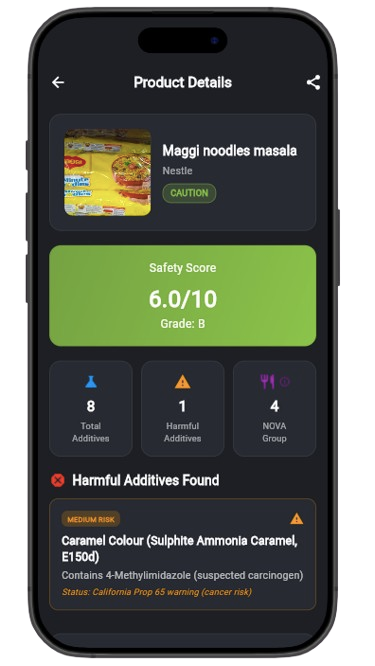 Product Details
Maggi noodles masala
Nestle
CAUTION
Safety Score
6.0/10
Grade: B
8
Total
Additives
1
Harmful
Additives
4
NOVA
Group
Harmful Additives Found
MEDIUM RISK
Caramel Colour (Sulphite Ammonia Caramel,
E150d)
Contains 4-Methylimidazole (suspected carcinogen)
Status: California Prop 65 warning (cancer risk)